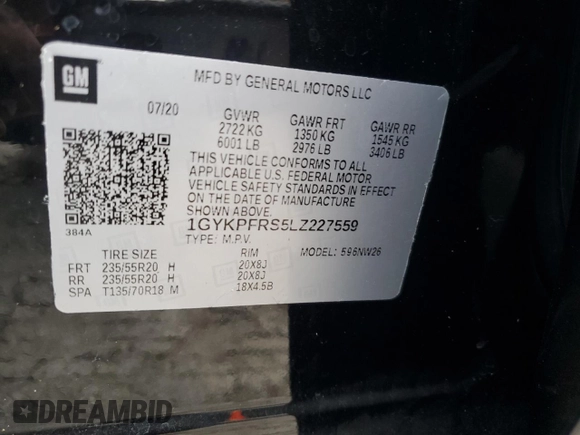 GM
MFD BY GENERAL MOTORS LLC
07/20 GVWR GAWR FRT GAWR RR
2722 KG 1350 KG 1545 KG
6001 LB 2976 LB 3406 LB
THIS VEHICLE CONFORMS TO ALL
APPLICABLE U.S. FEDERAL MOTOR
VEHICLE SAFETY STANDARDS IN EFFECT
ON THE DATE OF MANUFACTURE SHOWN
ABOVE.
384A
1GYKPFRS5LZ227559
TYPE: M.P.V. MODEL: 596NW26
TIRE SIZE RIM
FRT 235/55R20 H 20X8J
RR 235/55R20 H 20X8J
SPA T135/70R18 M 18X4.5B
DREAMBID